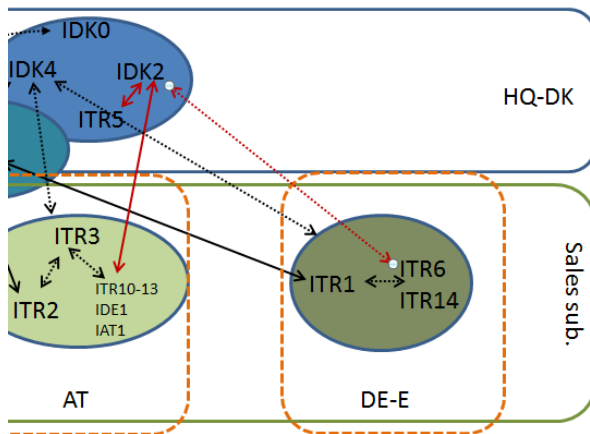 IDK0
IDK4
IDK2
HQ-DK
ITR5
ITR3
ITR10-13
ITR2
IDE1
IAT1
ITR1
ITR6
ITR14
Sales sub.
AT
DE-E